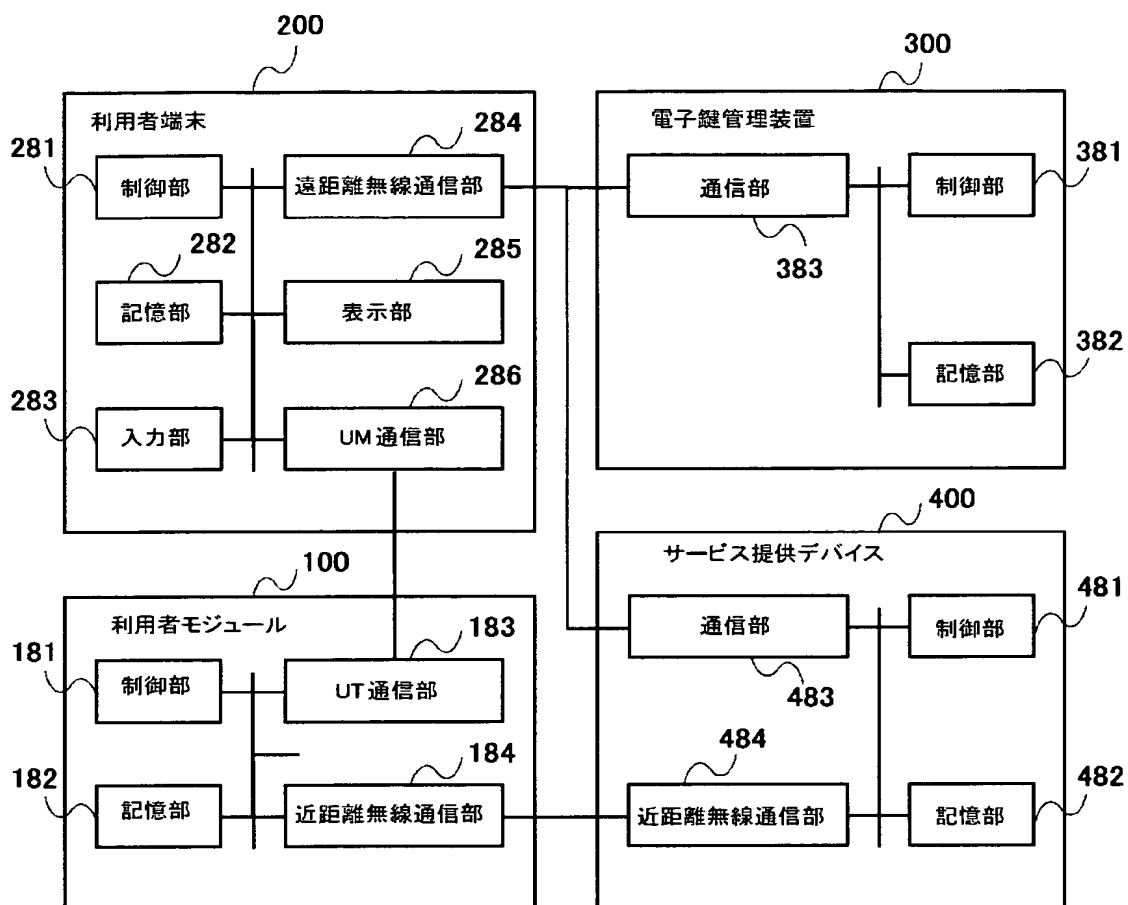 200
利用者端末
281
制御部
284
遠距離無線通信部
282
記憶部
285
表示部
283
入力部
286
UM通信部
300
電子鍵管理装置
通信部
383
381
制御部
382
記憶部
100
利用者モジュール
181
制御部
183
UT通信部
182
記憶部
184
近距離無線通信部
400
サービス提供デバイス
通信部
483
481
制御部
484
近距離無線通信部
482
記憶部